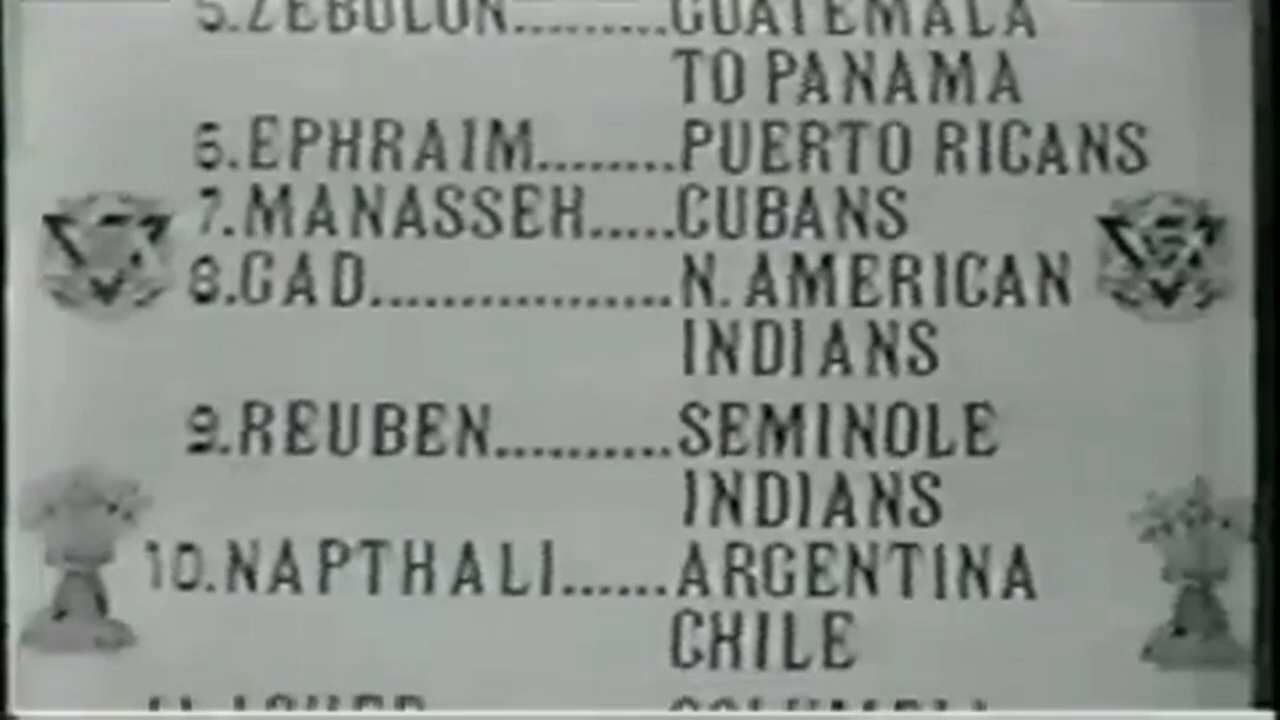 5.ZEBULON.........GUATEMALA
TO PANAMA
6.EPHRAIM........PUERTO RICANS
7.MANASSEH.....CUBANS
8.GAD..................N. AMERICAN
INDIANS
9.REUBEN..........SEMINOLE
INDIANS
10.NAPTHALI......ARGENTINA
CHILE